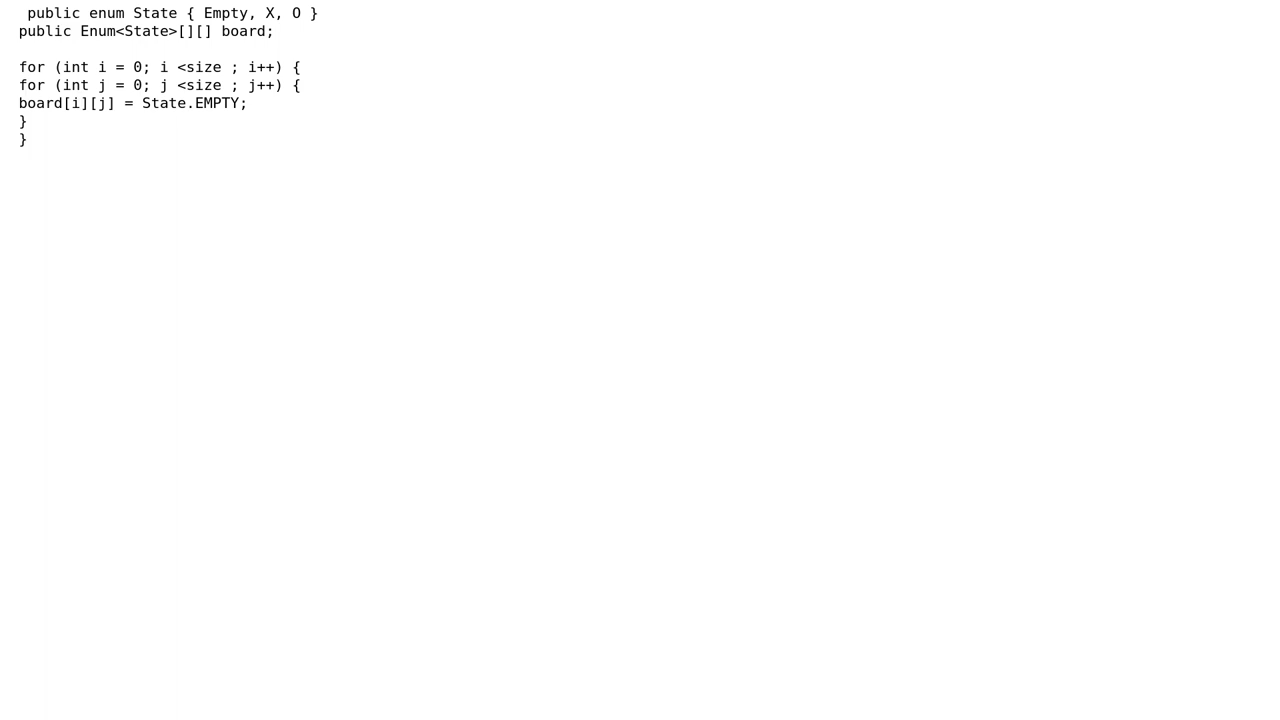 public enum State { Empty, X, O }
public Enum<State>[][] board;

for (int i = 0; i <size ; i++) {
for (int j = 0; j <size ; j++) {
board[i][j] = State.EMPTY;
}
}